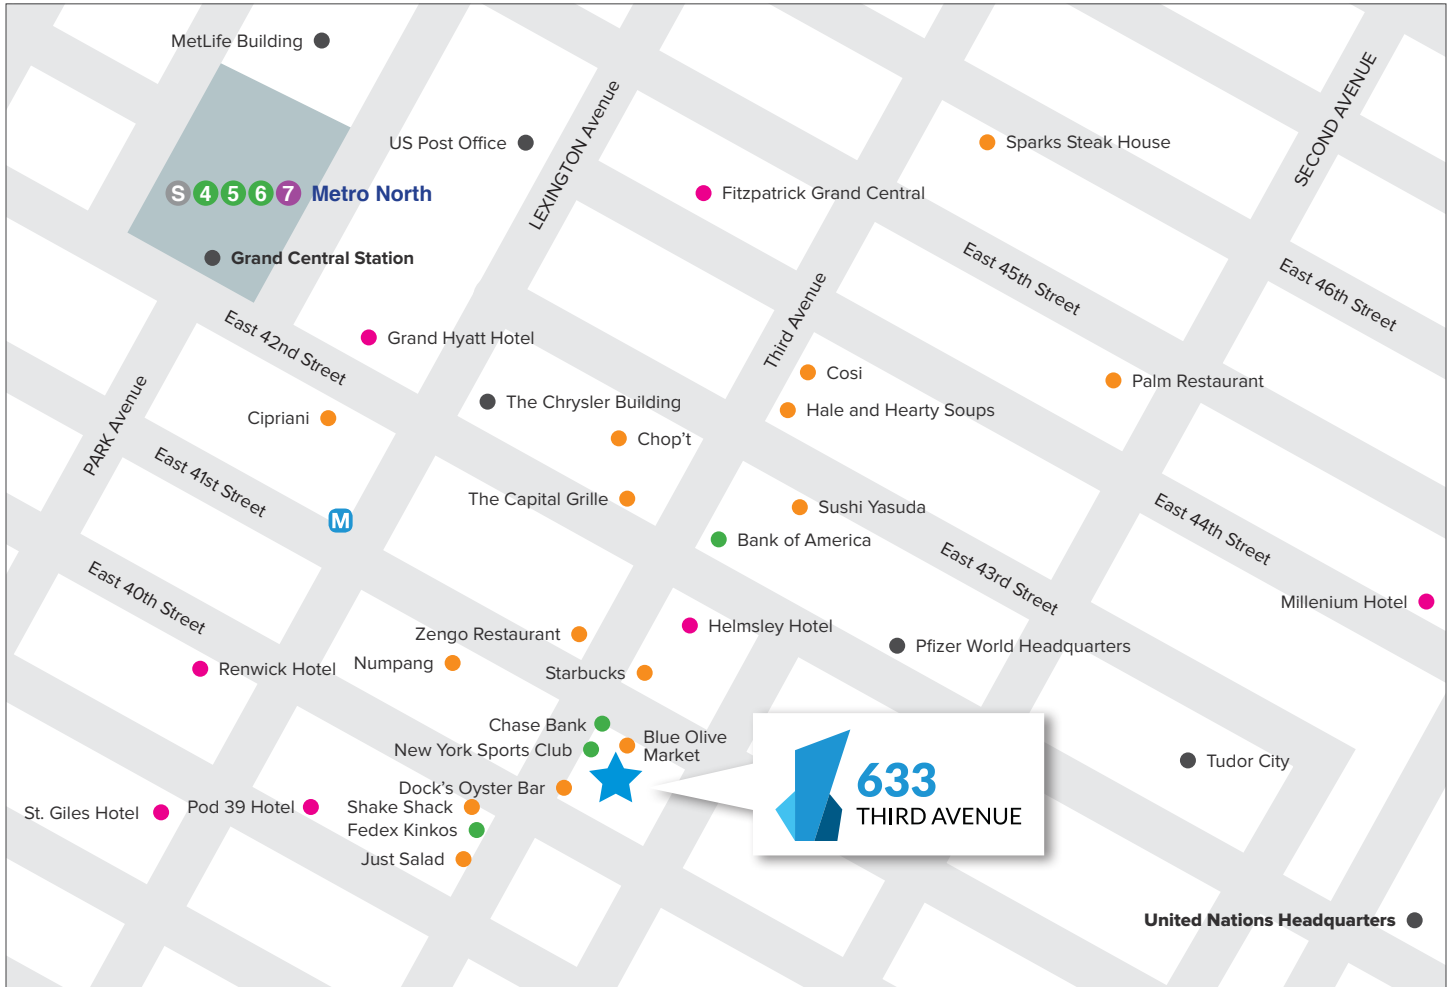 MetLife Building
US Post Office
LEXINGTON Avenue
SECOND AVENUE
Sparks Steak House
S 4 5 6 7 Metro North
Fitzpatrick Grand Central
Grand Central Station
East 45th Street
East 46th Street
East 42nd Street
Grand Hyatt Hotel
Third Avenue
Cosi
Palm Restaurant
PARK Avenue
Cipriani
The Chrysler Building
Hale and Hearty Soups
Chop't
East 41st Street
The Capital Grille
Sushi Yasuda
M
Bank of America
East 44th Street
East 43rd Street
East 40th Street
Millenium Hotel
Zengo Restaurant
Helmsley Hotel
Pfizer World Headquarters
Renwick Hotel
Numpang
Starbucks
Chase Bank
New York Sports Club
Blue Olive
Market
Tudor City
633
THIRD AVENUE
Dock's Oyster Bar
St. Giles Hotel
Pod 39 Hotel
Shake Shack
Fedex Kinkos
Just Salad
United Nations Headquarters